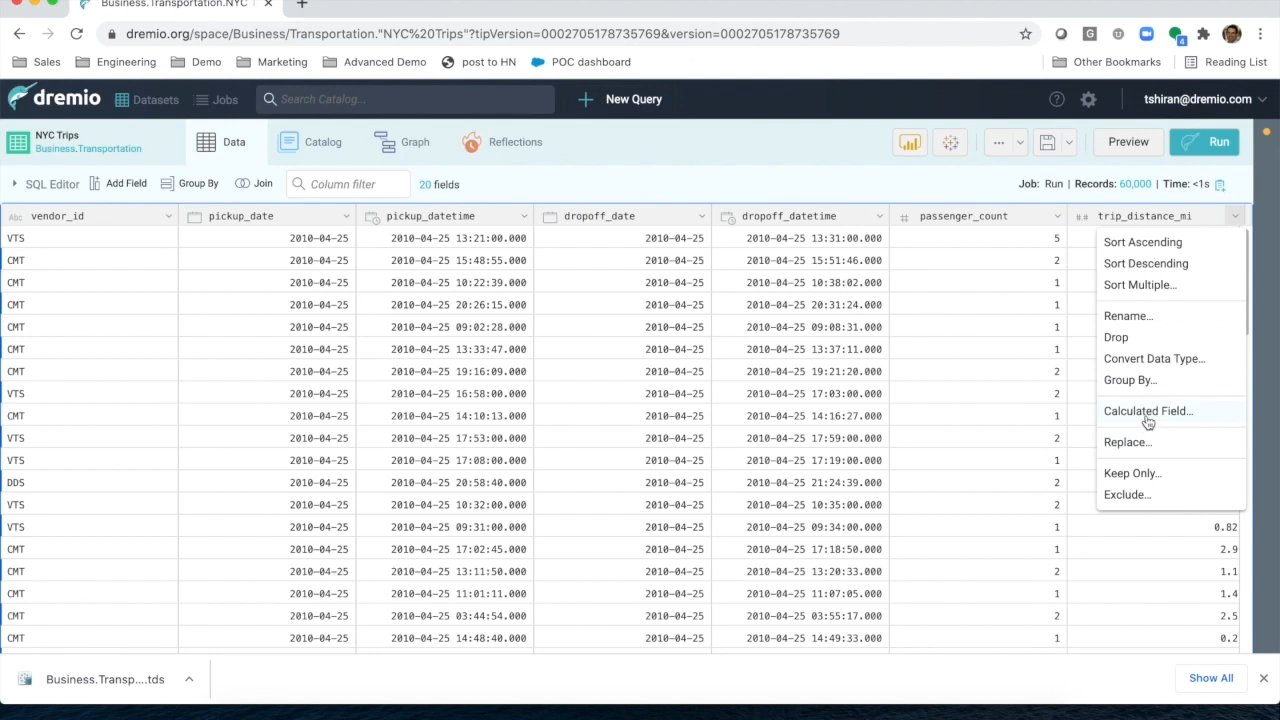 Business.Transportation.NYC
dremio.org/space/Business/Transportation."NYC%20Trips"?tipVersion=0002705178735769&version=0002705178735769
Sales Engineering Demo Marketing Advanced Demo post to HN POC dashboard Other Bookmarks Reading List
4
dremio Datasets Jobs Search Catalog... New Query tshiran@dremio.com
NYC Trips
Business.Transportation
Data Catalog Graph Reflections ... Preview Run
SQL Editor Add Field Group By Join Column filter 20 fields Job: Run | Records: 60,000 | Time: <1s
Abc vendor_id pickup_date pickup_datetime dropoff_date dropoff_datetime # passenger_count #.# trip_distance_mi
VTS 2010-04-25 2010-04-25 13:21:00.000 2010-04-25 2010-04-25 13:31:00.000 5
CMT 2010-04-25 2010-04-25 15:48:55.000 2010-04-25 2010-04-25 15:51:46.000 2
CMT 2010-04-25 2010-04-25 10:22:39.000 2010-04-25 2010-04-25 10:38:02.000 1
CMT 2010-04-25 2010-04-25 20:26:15.000 2010-04-25 2010-04-25 20:31:24.000 1
CMT 2010-04-25 2010-04-25 09:02:28.000 2010-04-25 2010-04-25 09:08:31.000 1
CMT 2010-04-25 2010-04-25 13:33:47.000 2010-04-25 2010-04-25 13:37:11.000 1
CMT 2010-04-25 2010-04-25 19:16:09.000 2010-04-25 2010-04-25 19:21:20.000 2
VTS 2010-04-25 2010-04-25 16:58:00.000 2010-04-25 2010-04-25 17:03:00.000 2
CMT 2010-04-25 2010-04-25 14:10:13.000 2010-04-25 2010-04-25 14:16:27.000 1
VTS 2010-04-25 2010-04-25 17:53:00.000 2010-04-25 2010-04-25 17:59:00.000 2
VTS 2010-04-25 2010-04-25 17:08:00.000 2010-04-25 2010-04-25 17:19:00.000 1
DDS 2010-04-25 2010-04-25 20:58:40.000 2010-04-25 2010-04-25 21:24:39.000 2
VTS 2010-04-25 2010-04-25 10:32:00.000 2010-04-25 2010-04-25 10:35:00.000 2
VTS 2010-04-25 2010-04-25 09:31:00.000 2010-04-25 2010-04-25 09:34:00.000 1 0.82
CMT 2010-04-25 2010-04-25 17:02:45.000 2010-04-25 2010-04-25 17:18:50.000 1 2.9
CMT 2010-04-25 2010-04-25 13:11:50.000 2010-04-25 2010-04-25 13:20:33.000 2 1.1
CMT 2010-04-25 2010-04-25 11:01:11.000 2010-04-25 2010-04-25 11:07:05.000 1 1.4
CMT 2010-04-25 2010-04-25 03:44:54.000 2010-04-25 2010-04-25 03:55:17.000 2 2.5
CMT 2010-04-25 2010-04-25 14:48:40.000 2010-04-25 2010-04-25 14:49:33.000 1 0.2
Sort Ascending
Sort Descending
Sort Multiple...
Rename...
Drop
Convert Data Type...
Group By...
Calculated Field...
Replace...
Keep Only...
Exclude...
Business.Transp....tds Show All